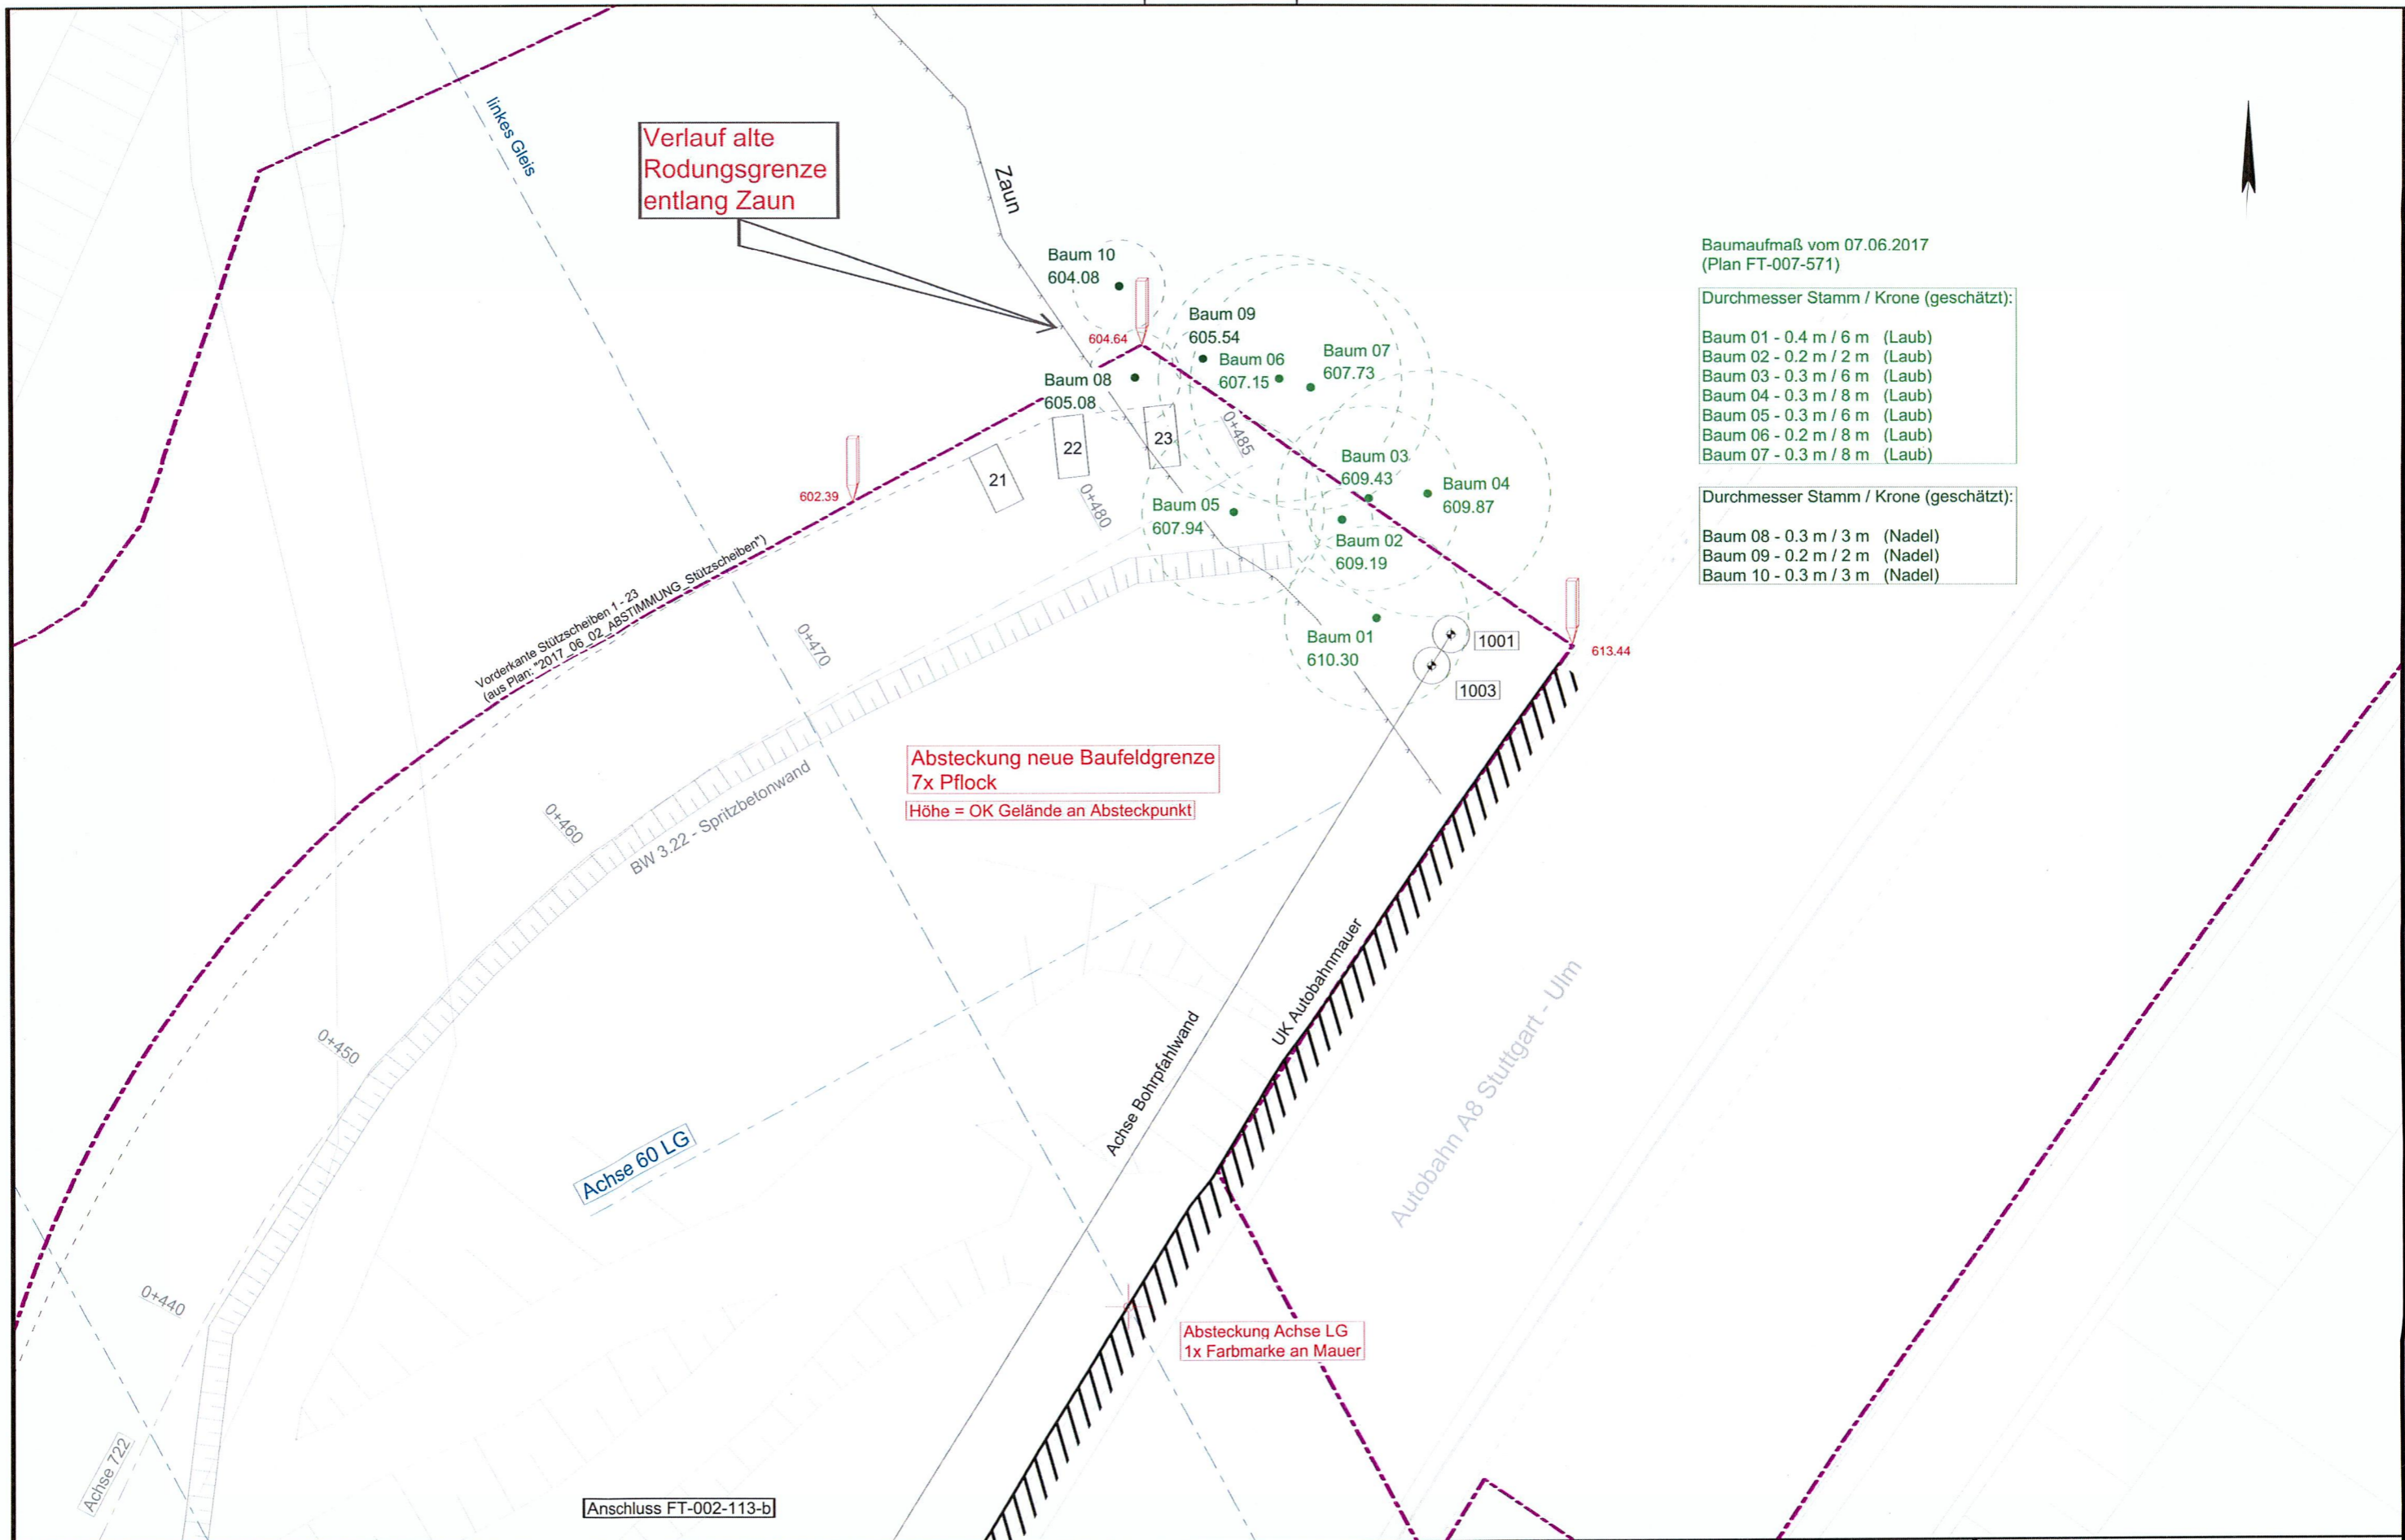 linkes Gleis
Verlauf alte
Rodungsgrenze
entlang Zaun
Zaun
Baum 10
604.08
604.64
Baum 09
605.54
Baum 06
607.15
Baum 07
607.73
Baum 08
605.08
22
23
21
0+485
0+480
602.39
Baum 03
609.43
Baum 04
609.87
Baum 05
607.94
Baum 02
609.19
Baum 01
610.30
1001
1003
613.44
Baumaufmaß vom 07.06.2017
(Plan FT-007-571)
Durchmesser Stamm / Krone (geschätzt):
Baum 01 - 0.4 m / 6 m (Laub)
Baum 02 - 0.2 m / 2 m (Laub)
Baum 03 - 0.3 m / 6 m (Laub)
Baum 04 - 0.3 m / 8 m (Laub)
Baum 05 - 0.3 m / 6 m (Laub)
Baum 06 - 0.2 m / 8 m (Laub)
Baum 07 - 0.3 m / 8 m (Laub)
Durchmesser Stamm / Krone (geschätzt):
Baum 08 - 0.3 m / 3 m (Nadel)
Baum 09 - 0.2 m / 2 m (Nadel)
Baum 10 - 0.3 m / 3 m (Nadel)
Vorderkante Stützscheiben 1 - 23
(aus Plan: "2017_06_02_ABSTIMMUNG_Stützscheiben")
0+470
Absteckung neue Baufeldgrenze
7x Pflock
Höhe = OK Gelände an Absteckpunkt
0+460
BW 3.22 - Spritzbetonwand
0+450
Achse 60 LG
Achse Bohrpfahlwand
UK Autobahnmauer
Autobahn A8 Stuttgart - Ulm
0+440
Absteckung Achse LG
1x Farbmarke an Mauer
Achse 722
Anschluss FT-002-113-b